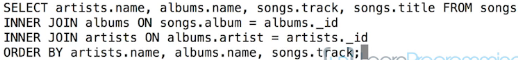 SELECT artists.name, albums.name, songs.track, songs.title FROM songs
INNER JOIN albums ON songs.album = albums._id
INNER JOIN artists ON albums.artist = artists._id
ORDER BY artists.name, albums.name, songs.track;